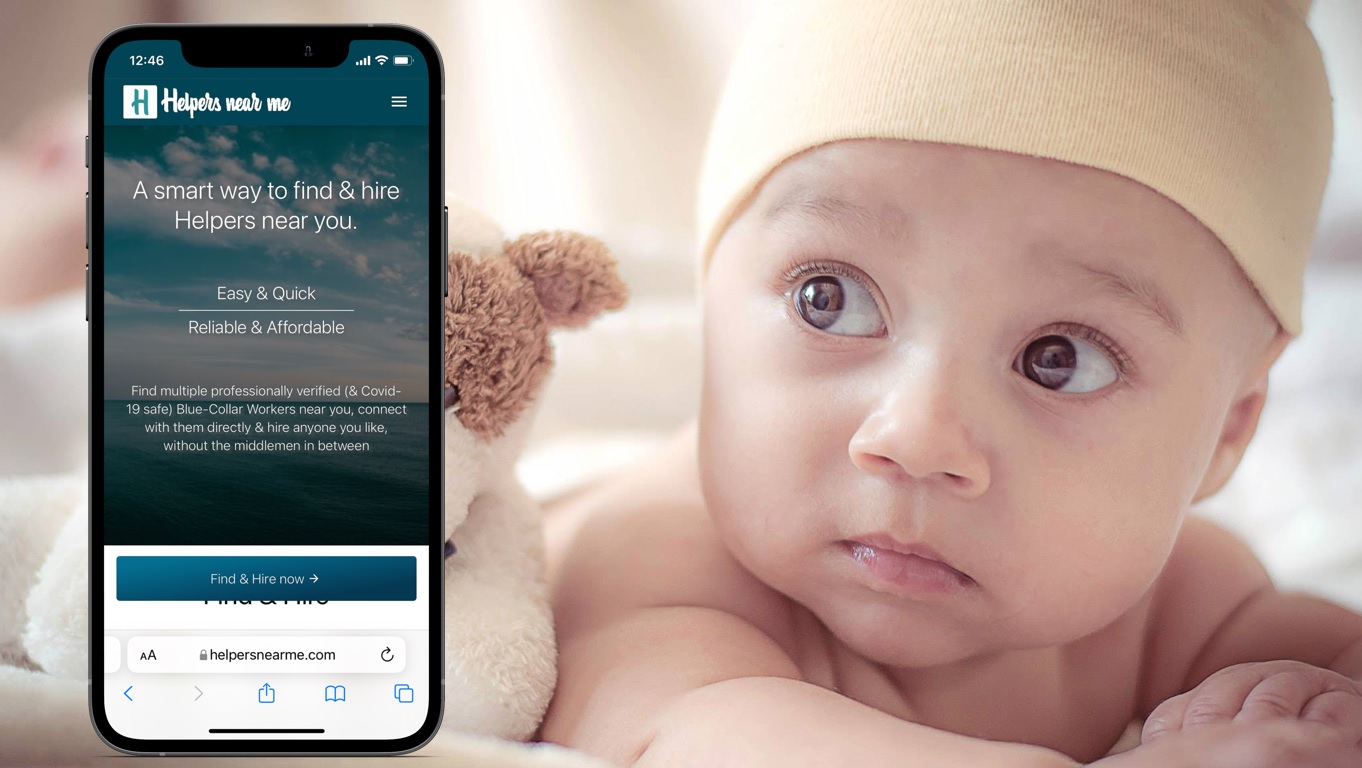 12:46
H Helpers near me
A smart way to find & hire
Helpers near you.
Easy & Quick
Reliable & Affordable
Find multiple professionally verified (& Covid-
19 safe) Blue-Collar Workers near you, connect
with them directly & hire anyone you like,
without the middlemen in between
Find & Hire now →
Find & Hire
AA helpersnearme.com